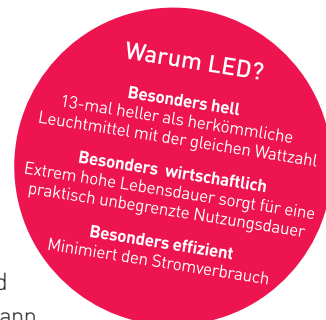 Warum LED?
Besonders hell
13-mal heller als herkömmliche
Leuchtmittel mit der gleichen Wattzahl
Besonders wirtschaftlich
Extrem hohe Lebensdauer sorgt für eine
praktisch unbegrenzte Nutzungsdauer
Besonders effizient
Minimiert den Stromverbrauch